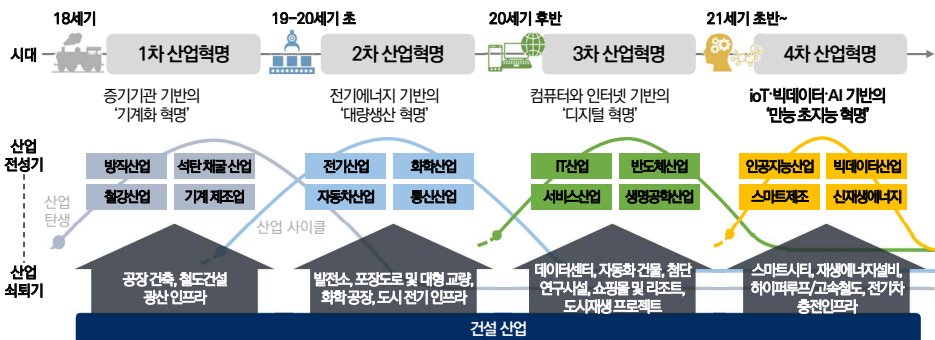 18세기
19-20세기 초
20세기 후반
21세기 초반~
시대
1차 산업혁명
2차 산업혁명
3차 산업혁명
4차 산업혁명
증기기관 기반의
'기계화 혁명'
전기에너지 기반의
'대량생산 혁명'
컴퓨터와 인터넷 기반의
'디지털 혁명'
ioT·빅데이터·AI 기반의
'만능 초지능 혁명'
산업
전성기
방직산업
석탄 채굴 산업
철강산업
기계 제조업
전기산업
화학산업
자동차산업
통신산업
IT산업
반도체산업
서비스산업
생명공학산업
인공지능산업
빅데이터산업
스마트제조
신재생에너지
산업
탄생
산업 사이클
산업
쇠퇴기
공장 건축, 철도건설
광산 인프라
발전소, 포장도로 및 대형 교량,
화학 공장, 도시 전기 인프라
데이터센터, 자동화 건물, 첨단
연구시설, 쇼핑몰 및 리조트,
도시재생 프로젝트
스마트시티, 재생에너지설비,
하이퍼루프/고속철도, 전기차
충전인프라
건설 산업